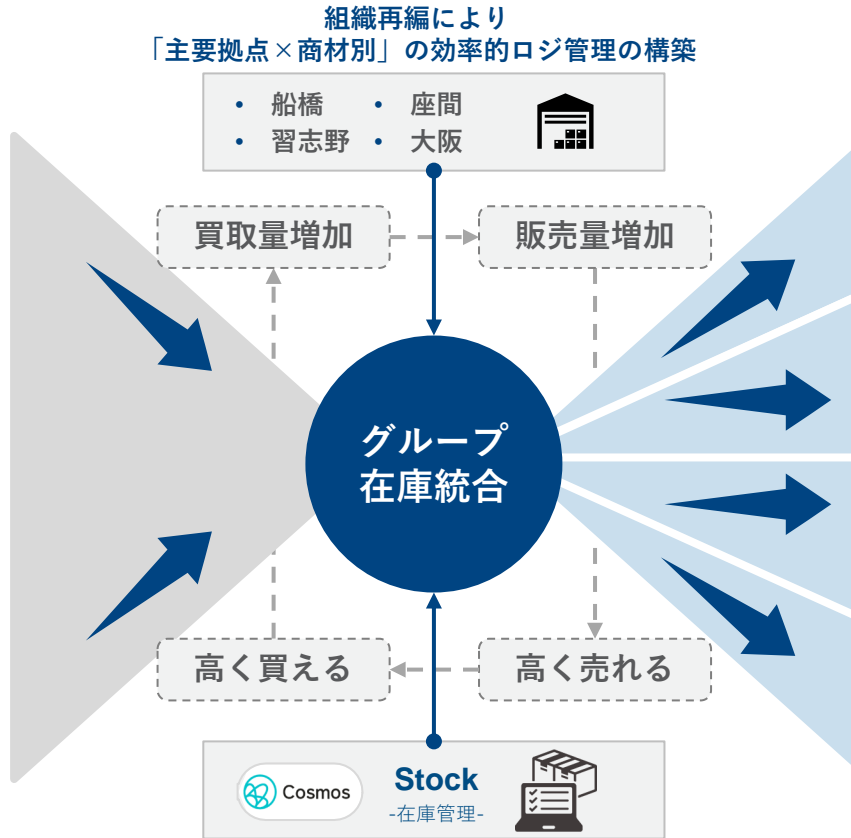 組織再編により
「主要拠点×商材別」の効率的ロジ管理の構築
• 船橋 • 座間
• 習志野 • 大阪
買取量増加
販売量増加
グループ
在庫統合
高く買える
高く売れる
Cosmos
Stock
-在庫管理-